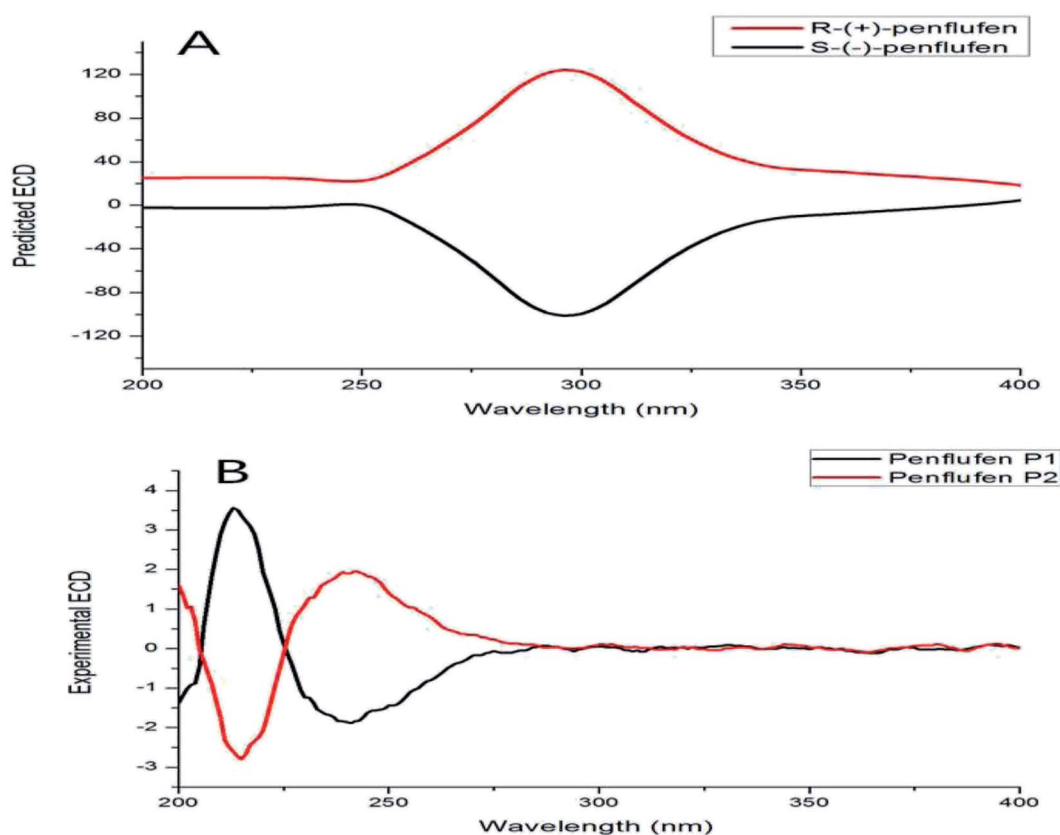 A
R-(+)-penflufen
S-(-)-penflufen
Predicted ECD
120
80
40
0
-40
-80
-120
200 250 300 350 400
Wavelength (nm)
B
Penflufen P1
Penflufen P2
Experimental ECD
4
3
2
1
0
-1
-2
-3
200 250 300 350 400
Wavelength (nm)